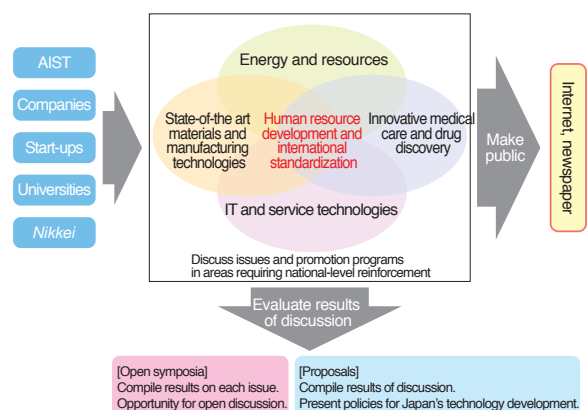 AIST
Companies
Start-ups
Universities
Nikkei
Energy and resources
State-of-the art
materials and
manufacturing
technologies
Human resource
development and
international
standardization
Innovative medical
care and drug
discovery
IT and service technologies
Discuss issues and promotion programs
in areas requiring national-level reinforcement
Make
public
Internet, newspaper
Evaluate results
of discussion
[Open symposia]
Compile results on each issue.
Opportunity for open discussion.
[Proposals]
Compile results of discussion.
Present policies for Japan's technology development.